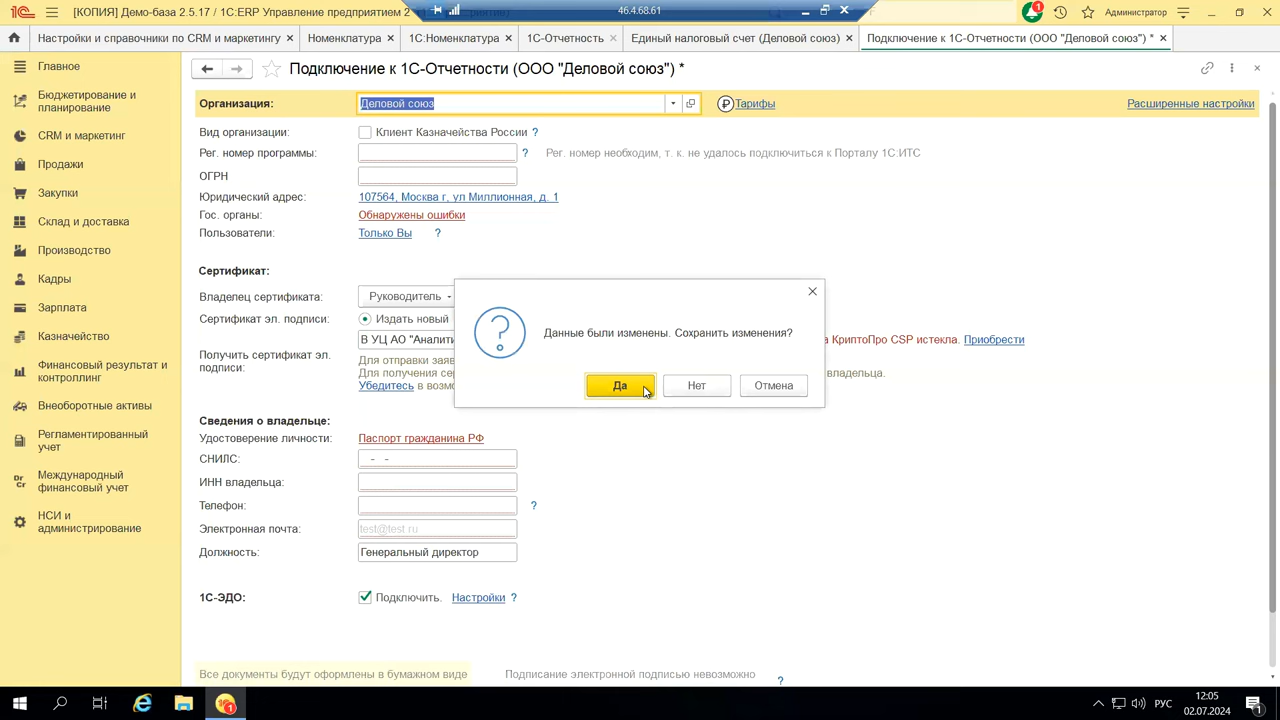 [КОПИЯ] Демо-база 2.5.17 / 1С:ERP Управление предприятием 2
46.4.68.61
1
Администратор
Настройки и справочники по CRM и маркетингу
Номенклатура
1С:Номенклатура
1С-Отчетность
Единый налоговый счет (Деловой союз)
Подключение к 1С-Отчетности (ООО "Деловой союз") *
Главное
Бюджетирование и
планирование
CRM и маркетинг
Продажи
Закупки
Склад и доставка
Производство
Кадры
Зарплата
Казначейство
Финансовый результат и
контроллинг
Внеоборотные активы
Регламентированный
учет
Международный
финансовый учет
НСИ и
администрирование
Подключение к 1С-Отчетности (ООО "Деловой союз") *
Организация: Деловой союз Тарифы Расширенные настройки
Вид организации: Клиент Казначейства России ?
Рег. номер программы: ? Рег. номер необходим, т. к. не удалось подключиться к Порталу 1С:ИТС
ОГРН
Юридический адрес: 107564, Москва г, ул Миллионная, д. 1
Гос. органы: Обнаружены ошибки
Пользователи: Только Вы ?
Сертификат:
Владелец сертификата: Руководитель
Сертификат эл. подписи: Издать новый
Получить сертификат эл.
подписи:
В УЦ АО "Аналити
а КриптоПро CSP истекла. Приобрести
Для отправки заяв
Для получения сер
владельца.
Убедитесь в возмо
Данные были изменены. Сохранить изменения?
Да Нет Отмена
Сведения о владельце:
Удостоверение личности: Паспорт гражданина РФ
СНИЛС: - -
ИНН владельца:
Телефон: ?
Электронная почта: test@test.ru
Должность: Генеральный директор
1С-ЭДО: Подключить. Настройки ?
Все документы будут оформлены в бумажном виде Подписание электронной подписью невозможно ?
РУС
12:05
02.07.2024
1